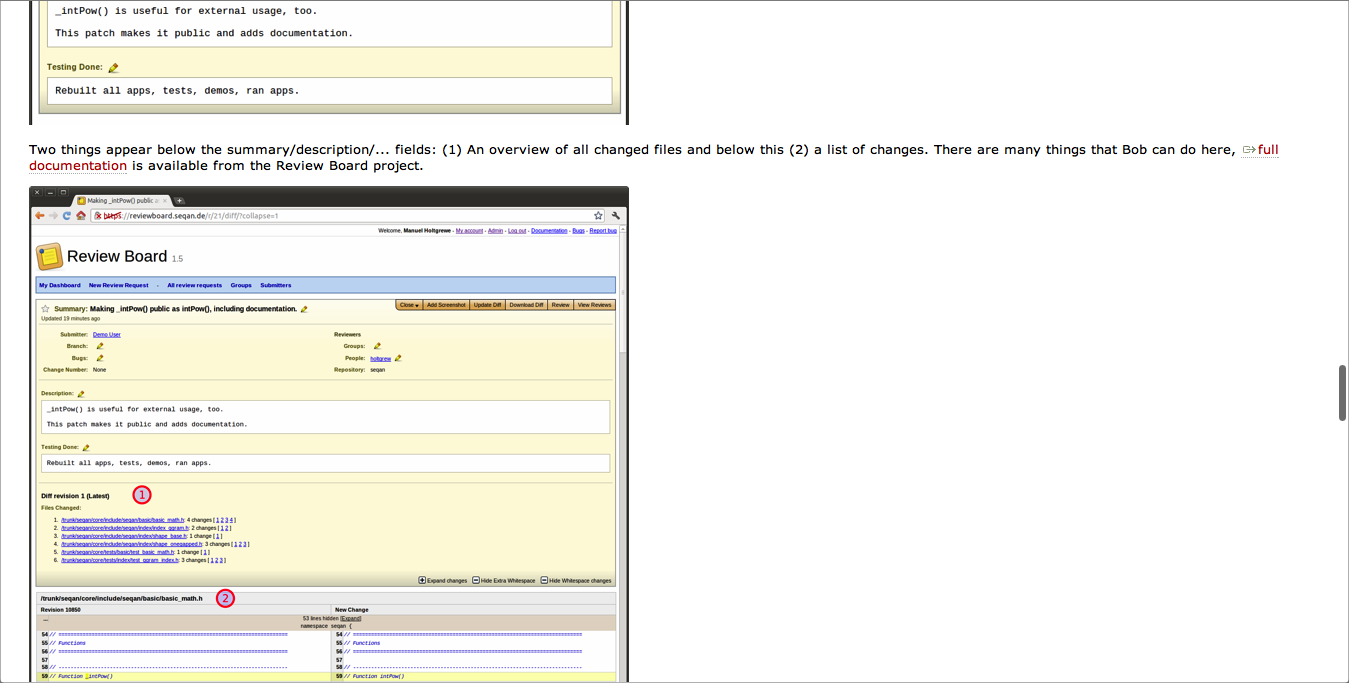 _intPow() is useful for external usage, too.
This patch makes it public and adds documentation.
Testing Done:
Rebuilt all apps, tests, demos, ran apps.
Two things appear below the summary/description/... fields: (1) An overview of all changed files and below this (2) a list of changes. There are many things that Bob can do here, full
documentation is available from the Review Board project.
Making _intPow() public a
https://reviewboard.seqan.de/r/21/diff/?collapse=1
Welcome, Manuel Holtgrewe - My account - Admin - Log out - Documentation - Bugs - Report bug
Review Board 1.5
My Dashboard New Review Request - All review requests Groups Submitters
Close Add Screenshot Update Diff Download Diff Review View Reviews
Summary: Making _intPow() public as intPow(), including documentation.
Updated 19 minutes ago
Submitter: Demo User Reviewers
Branch: Groups:
Bugs: People: holtgrew
Change Number: None Repository: seqan
Description:
_intPow() is useful for external usage, too.
This patch makes it public and adds documentation.
Testing Done:
Rebuilt all apps, tests, demos, ran apps.
Diff revision 1 (Latest) 1
Files Changed:
1. /trunk/seqan/core/include/seqan/basic/basic_math.h: 4 changes [ 1 2 3 4 ]
2. /trunk/seqan/core/include/seqan/index/index_qgram.h: 2 changes [ 1 2 ]
3. /trunk/seqan/core/include/seqan/index/shape_base.h: 1 change [ 1 ]
4. /trunk/seqan/core/include/seqan/index/shape_onegapped.h: 3 changes [ 1 2 3 ]
5. /trunk/seqan/core/tests/basic/test_basic_math.h: 1 change [ 1 ]
6. /trunk/seqan/core/tests/index/test_qgram_index.h: 3 changes [ 1 2 3 ]
Expand changes Hide Extra Whitespace Hide Whitespace changes
/trunk/seqan/core/include/seqan/basic/basic_math.h 2
Revision 10850 New Change
... 53 lines hidden [Expand]
namespace seqan {
54 // ============================================================================ 54 // ============================================================================
55 // Functions 55 // Functions
56 // ============================================================================ 56 // ============================================================================
57 57
58 // ---------------------------------------------------------------------------- 58 // ----------------------------------------------------------------------------
59 // Function _intPow() 59 // Function intPow()